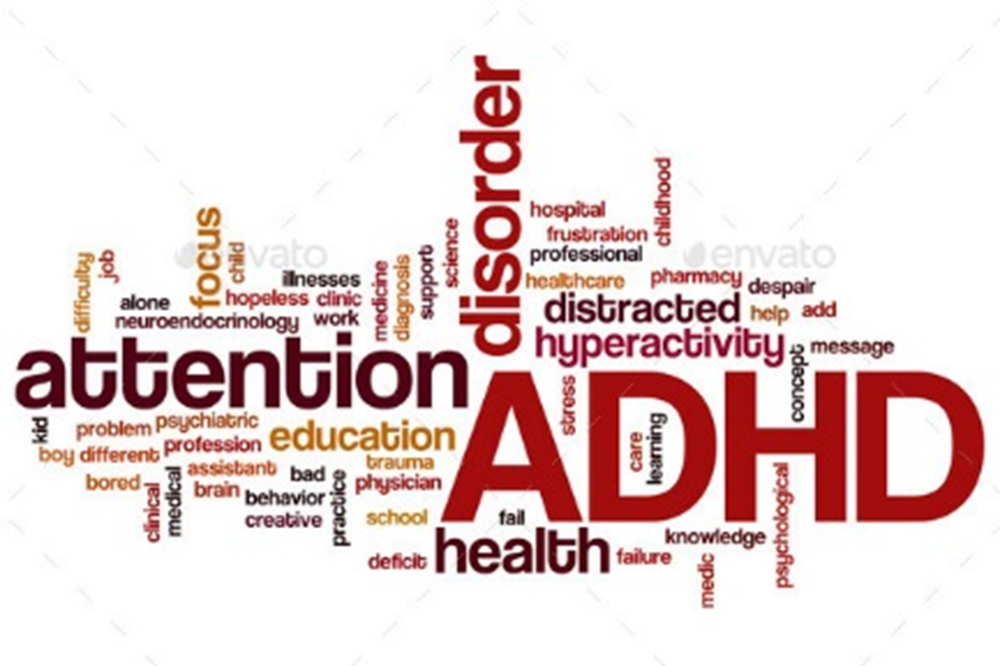 disorder
childhood
hospital
focus
science
frustration
child
envato
envato
support
professional
difficulty
job
diagnosis
medicine
illnesses
healthcare
pharmacy
despair
alone
hopeless
clinic
distracted
help
add
neuroendocrinology
work
hyperactivity
message
attention
concept
ADHD
stress
kid
problem
psychiatric
education
care
learning
boy
different
profession
trauma
assistant
bad
bored
brain
physician
clinical
medical
behavior
practice
psychological
creative
school
fail
health
knowledge
deficit
failure
medic